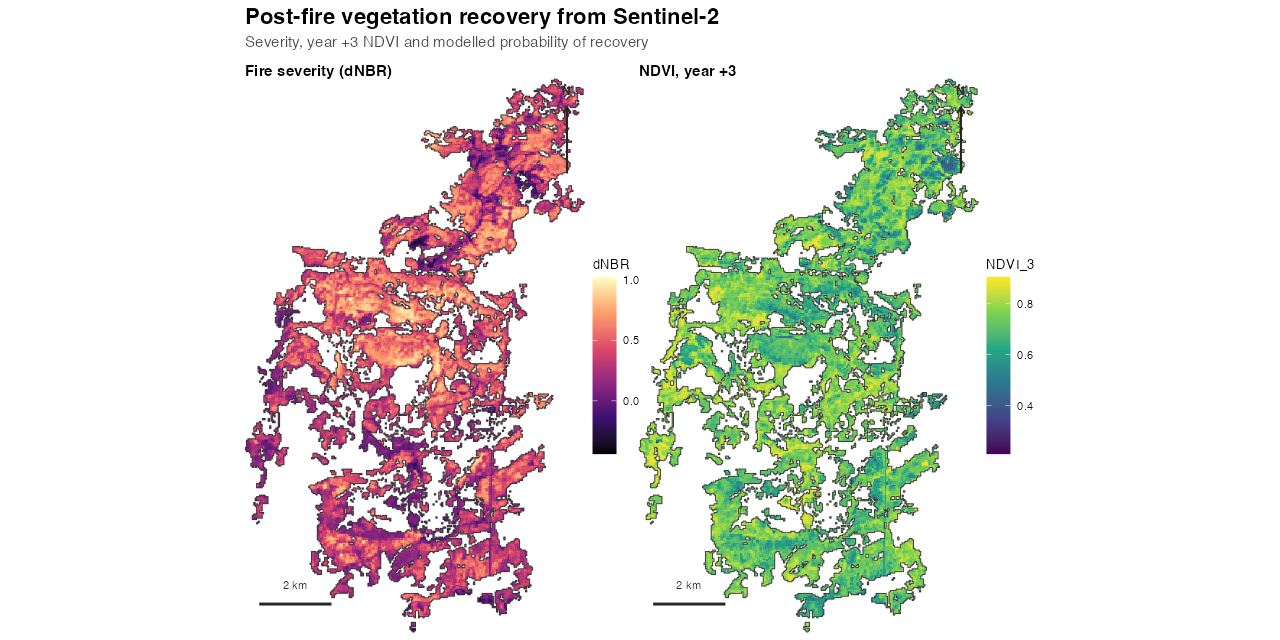 Post-fire vegetation recovery from Sentinel-2
Severity, year +3 NDVI and modelled probability of recovery
Fire severity (dNBR)
NDVI, year +3
N
N
dNBR
1.0
0.5
0.0
NDVI_3
0.8
0.6
0.4
2 km
2 km